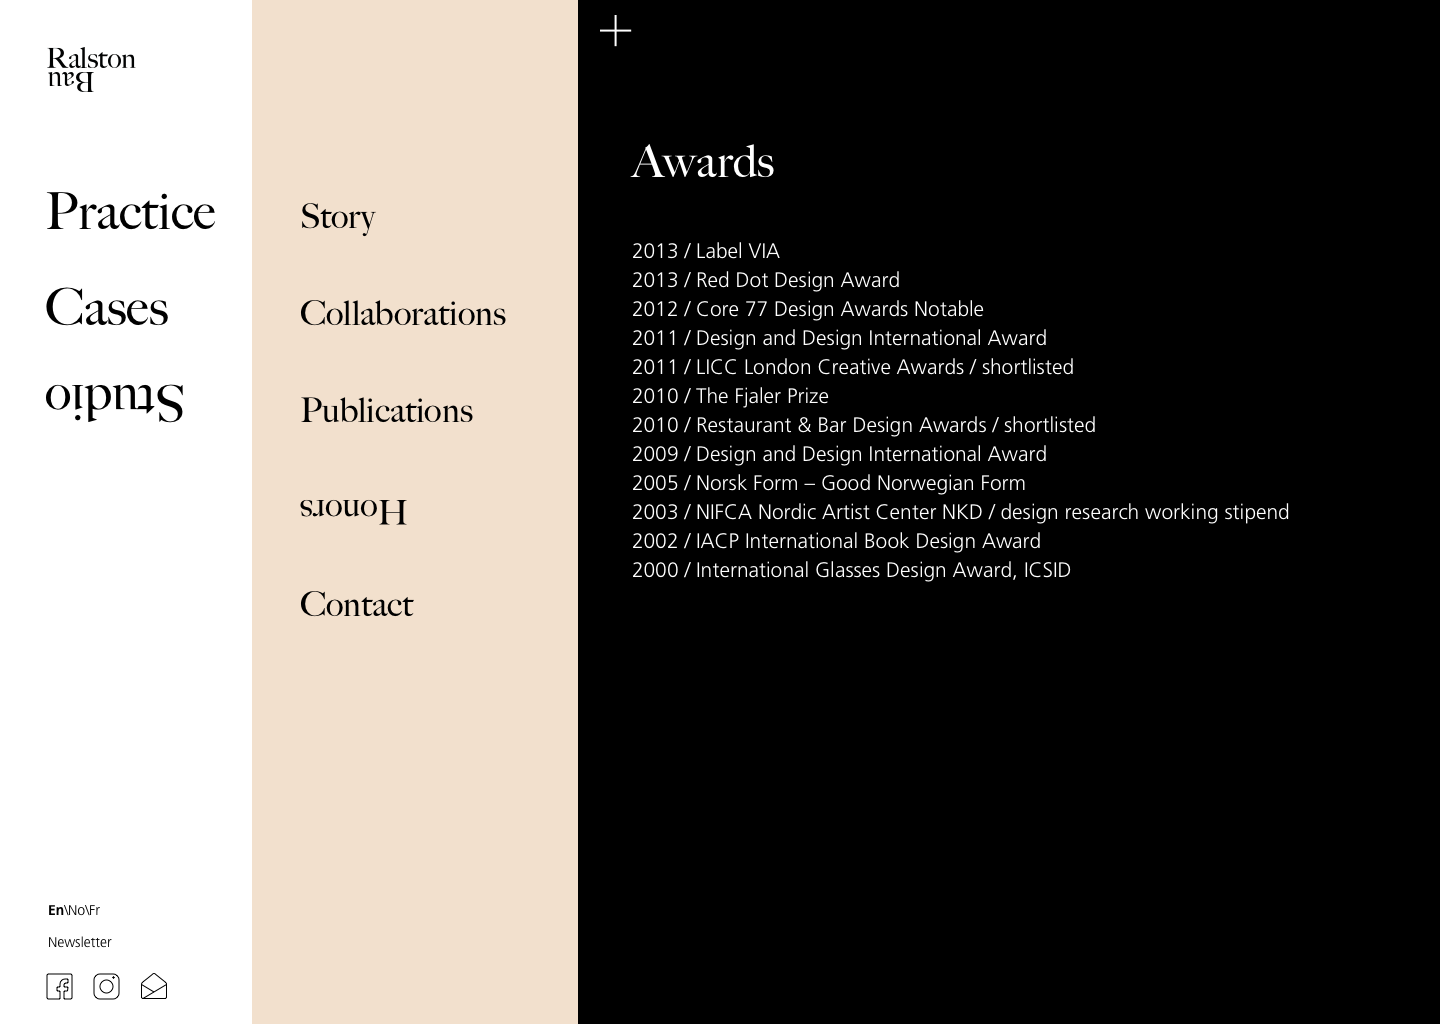 Ralston
Bau
Practice
Cases
Studio
En\No\Fr
Newsletter
Story
Collaborations
Publications
Honors
Contact
Awards
2013 / Label VIA
2013 / Red Dot Design Award
2012 / Core 77 Design Awards Notable
2011 / Design and Design International Award
2011 / LICC London Creative Awards / shortlisted
2010 / The Fjaler Prize
2010 / Restaurant & Bar Design Awards / shortlisted
2009 / Design and Design International Award
2005 / Norsk Form – Good Norwegian Form
2003 / NIFCA Nordic Artist Center NKD / design research working stipend
2002 / IACP International Book Design Award
2000 / International Glasses Design Award, ICSID